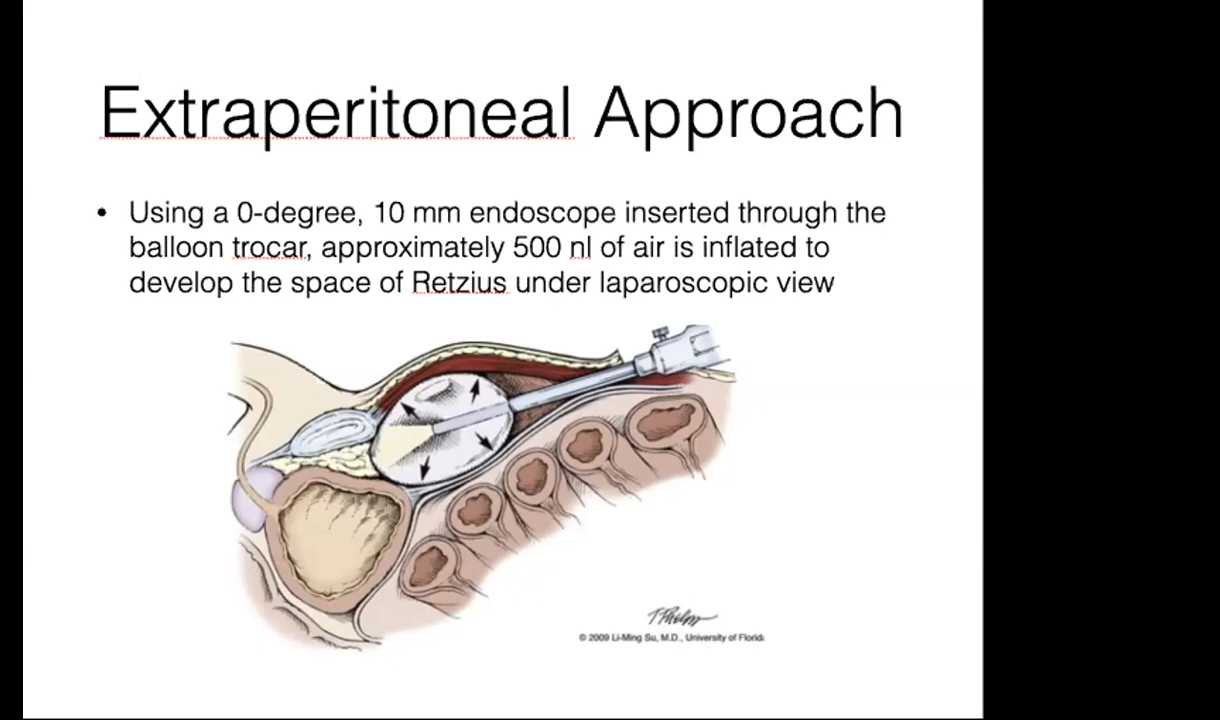 Extraperitoneal Approach
• Using a 0-degree, 10 mm endoscope inserted through the
balloon trocar, approximately 500 nl of air is inflated to
develop the space of Retzius under laparoscopic view
© 2009 Li-Ming Su, M.D., University of Florid